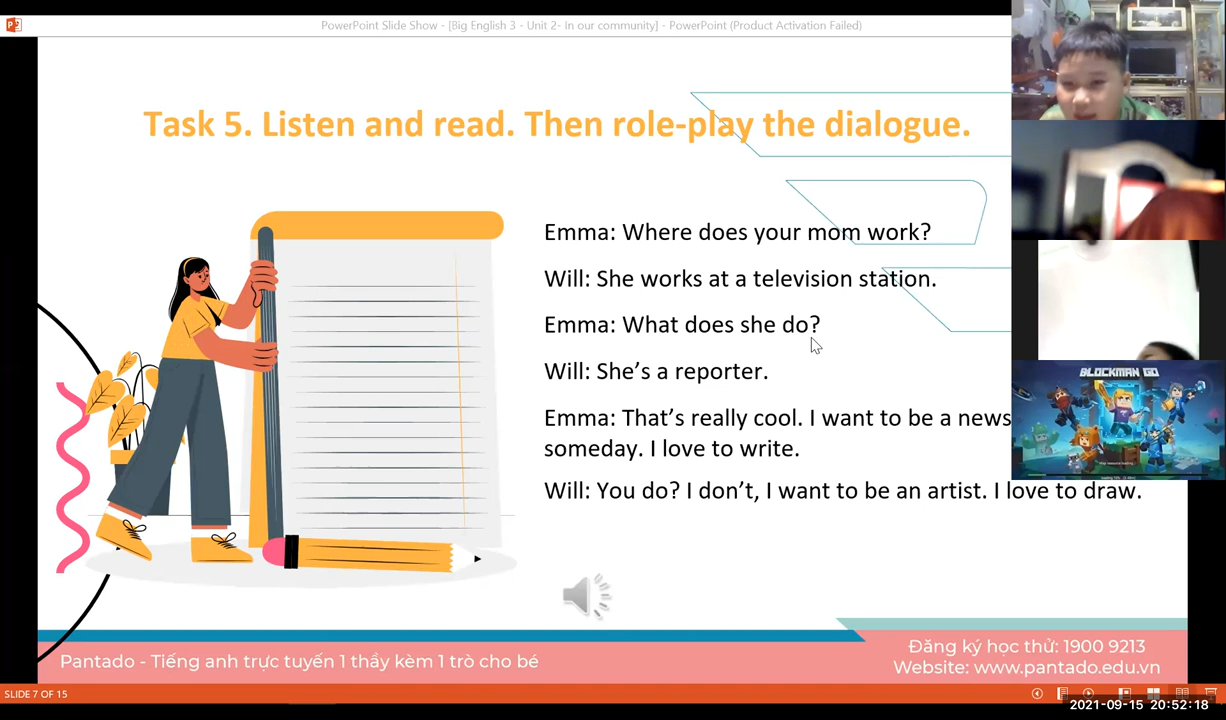 PowerPoint Slide Show - [Big English 3 - Unit 2- In our community] - PowerPoint (Product Activation Failed)
Task 5. Listen and read. Then role-play the dialogue.
Emma: Where does your mom work?
Will: She works at a television station.
Emma: What does she do?
Will: She’s a reporter.
Emma: That’s really cool. I want to be a news
someday. I love to write.
Will: You do? I don’t, I want to be an artist. I love to draw.
BLOCKMAN GO
Pantado - Tiếng anh trực tuyến 1 thầy kèm 1 trò cho bé
Đăng ký học thử: 1900 9213
Website: www.pantado.edu.vn
SLIDE 7 OF 15
2021-09-15 20:52:18